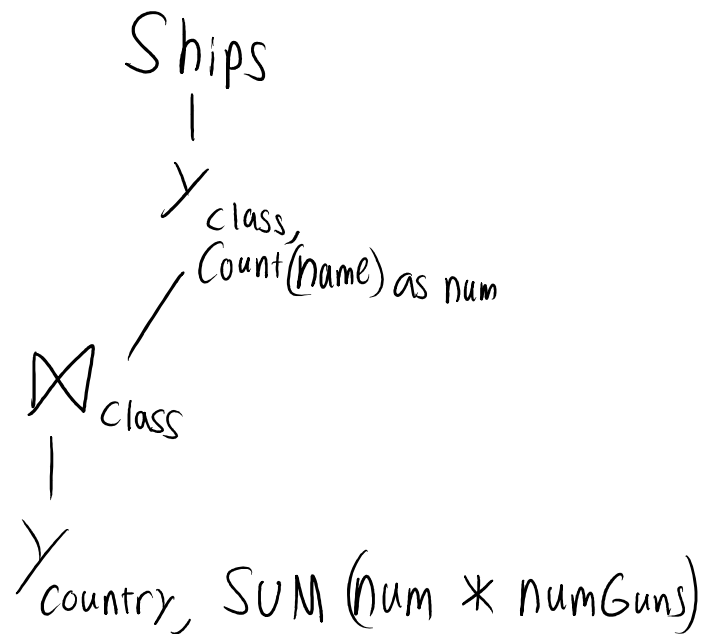 Ships
γ class,
Count(name) as num
⋈ class
γ country, SUM (num * numGuns)